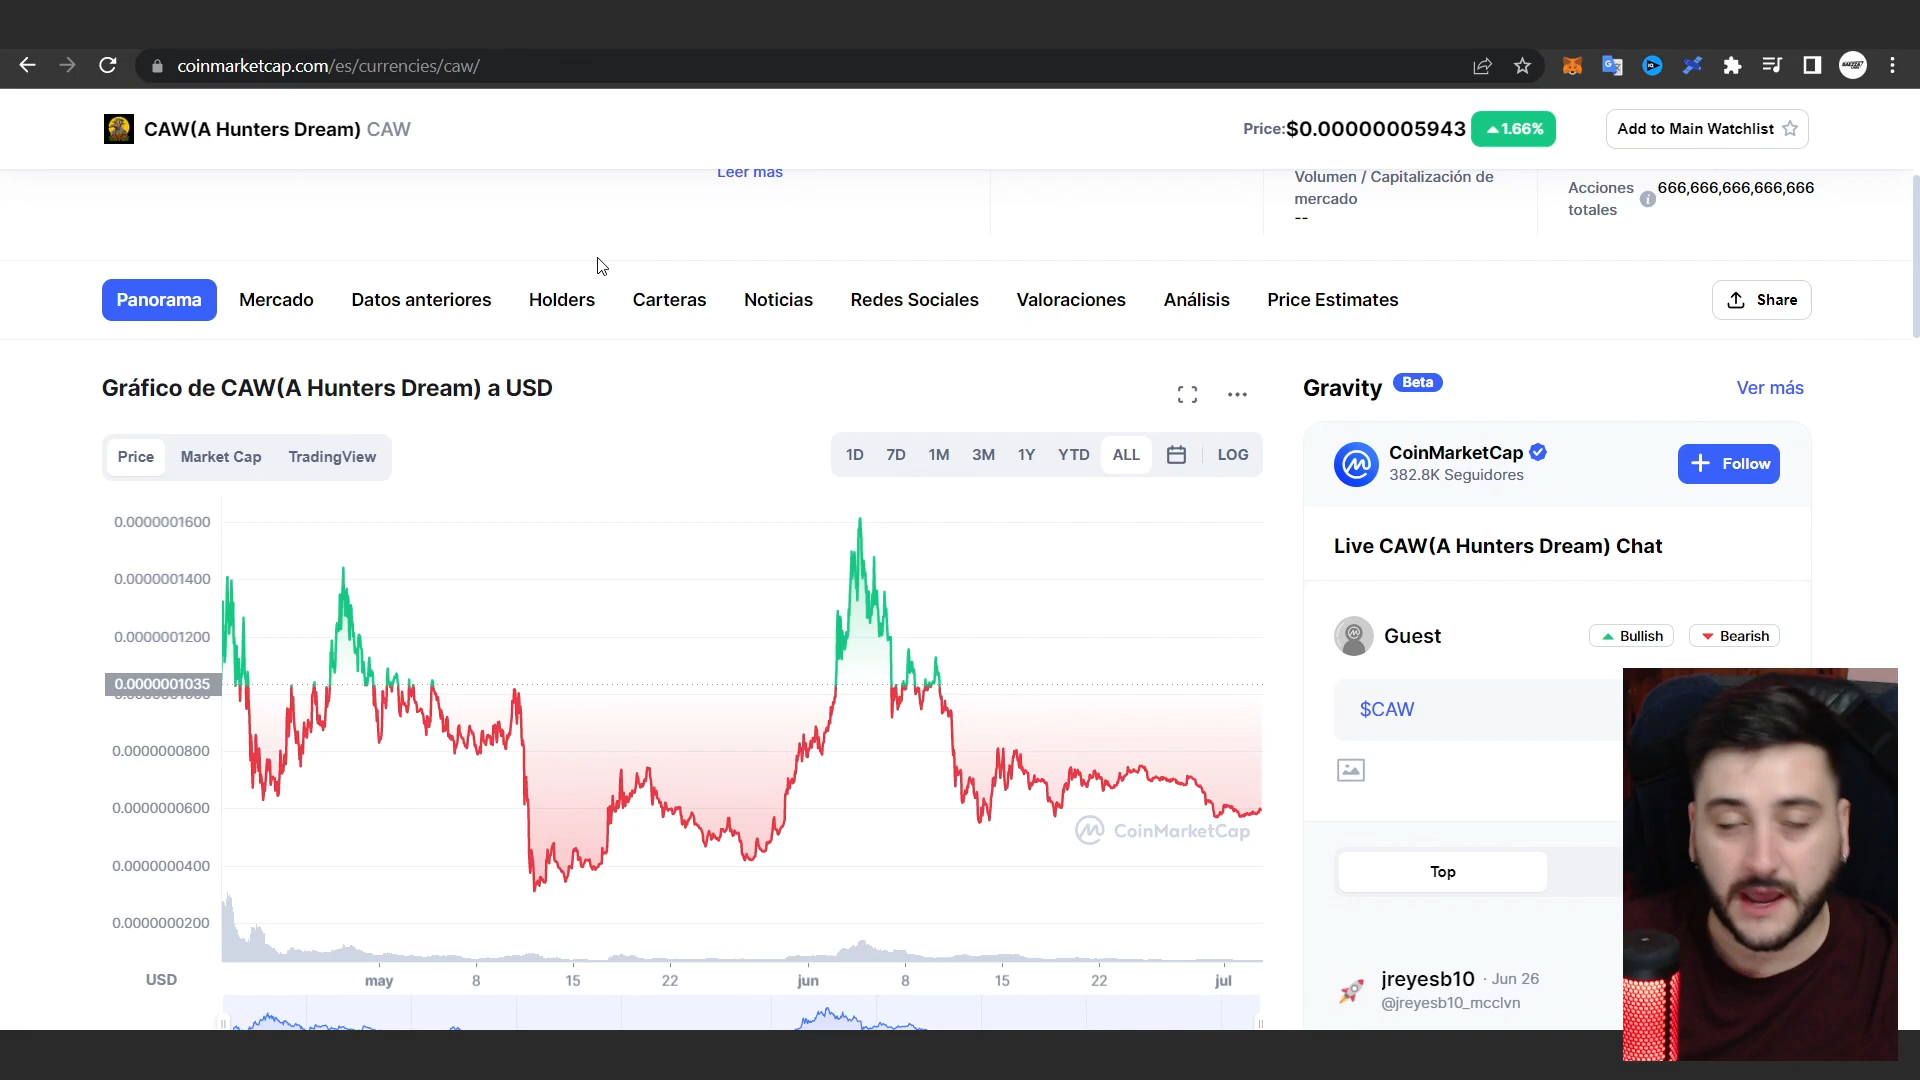 coinmarketcap.com/es/currencies/caw/
CAW(A Hunters Dream) CAW
Price:$0.00000005943
1.66%
Add to Main Watchlist
Leer más
Volumen / Capitalización de
mercado
--
Acciones
totales
666,666,666,666,666
Panorama
Mercado
Datos anteriores
Holders
Carteras
Noticias
Redes Sociales
Valoraciones
Análisis
Price Estimates
Share
Gráfico de CAW(A Hunters Dream) a USD
Price
Market Cap
TradingView
1D
7D
1M
3M
1Y
YTD
ALL
LOG
0.0000001600
0.0000001400
0.0000001200
0.0000001035
0.0000000800
0.0000000600
0.0000000400
0.0000000200
CoinMarketCap
USD
may
8
15
22
jun
8
15
22
jul
Gravity
Beta
Ver más
CoinMarketCap
382.8K Seguidores
Follow
Live CAW(A Hunters Dream) Chat
Guest
Bullish
Bearish
$CAW
Top
jreyesb10 · Jun 26
@jreyesb10_mcclvn